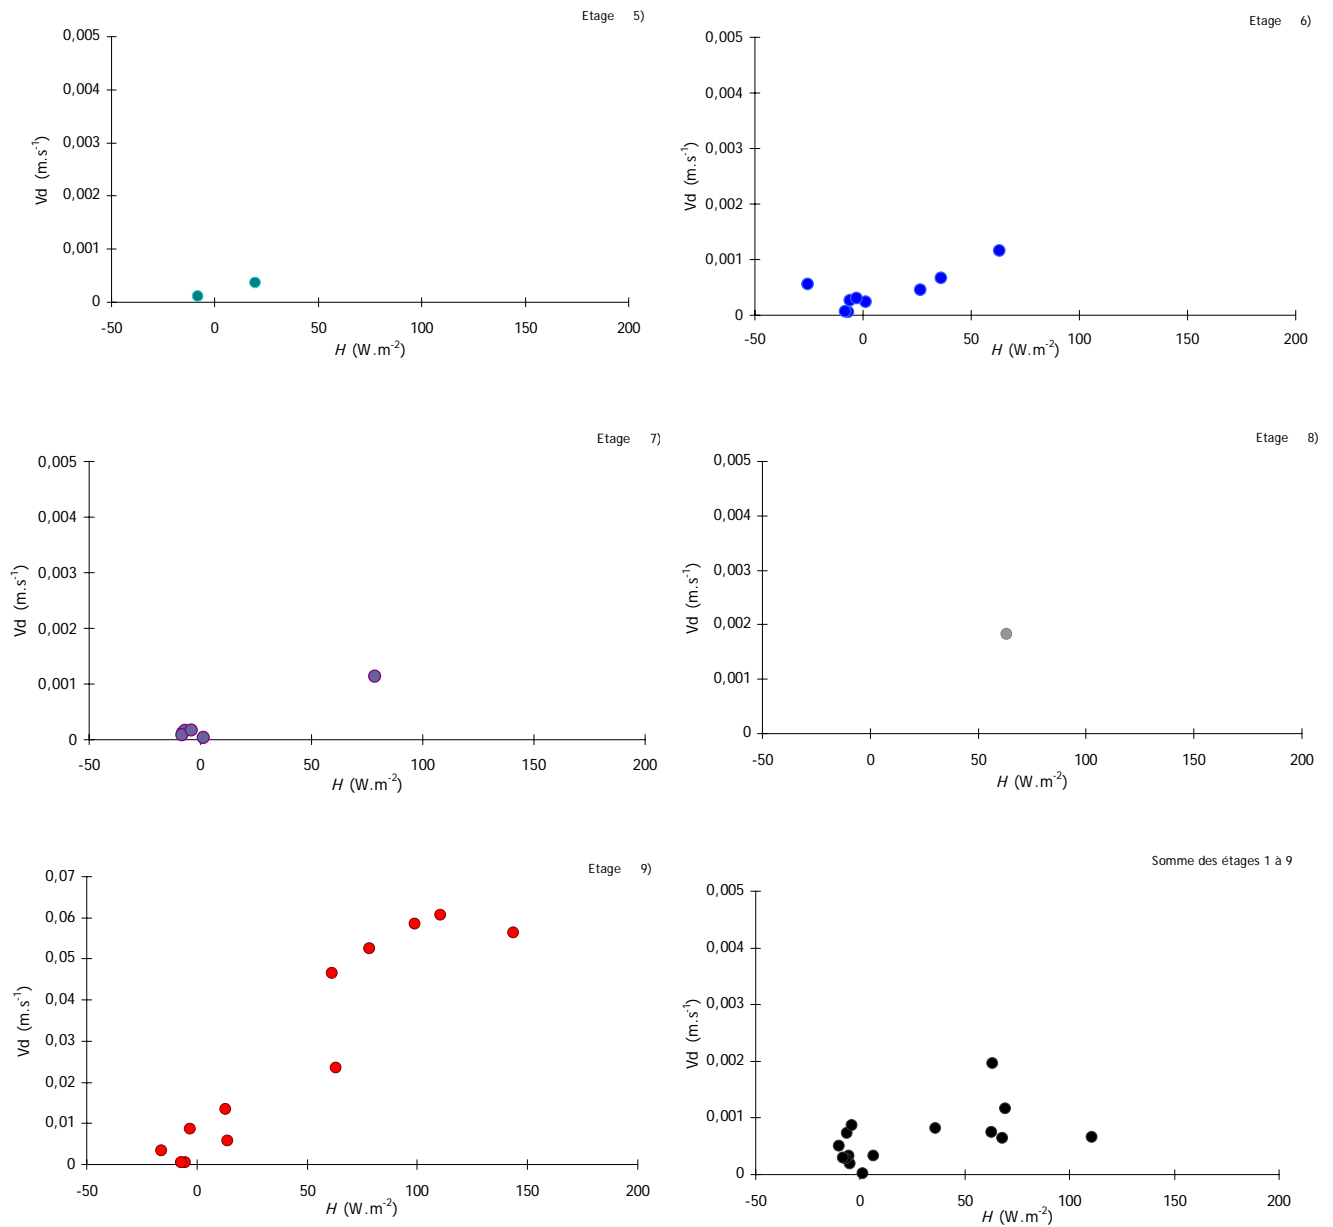 Etage 5)
0,005
0,004
0,003
0,002
0,001
0
Vd (m.s⁻¹)
-50 0 50 100 150 200
H (W.m⁻²)
Etage 6)
0,005
0,004
0,003
0,002
0,001
0
Vd (m.s⁻¹)
-50 0 50 100 150 200
H (W.m⁻²)
Etage 7)
0,005
0,004
0,003
0,002
0,001
0
Vd (m.s⁻¹)
-50 0 50 100 150 200
H (W.m⁻²)
Etage 8)
0,005
0,004
0,003
0,002
0,001
0
Vd (m.s⁻¹)
-50 0 50 100 150 200
H (W.m⁻²)
Etage 9)
0,07
0,06
0,05
0,04
0,03
0,02
0,01
0
Vd (m.s⁻¹)
-50 0 50 100 150 200
H (W.m⁻²)
Somme des étages 1 à 9
0,005
0,004
0,003
0,002
0,001
0
Vd (m.s⁻¹)
-50 0 50 100 150 200
H (W.m⁻²)